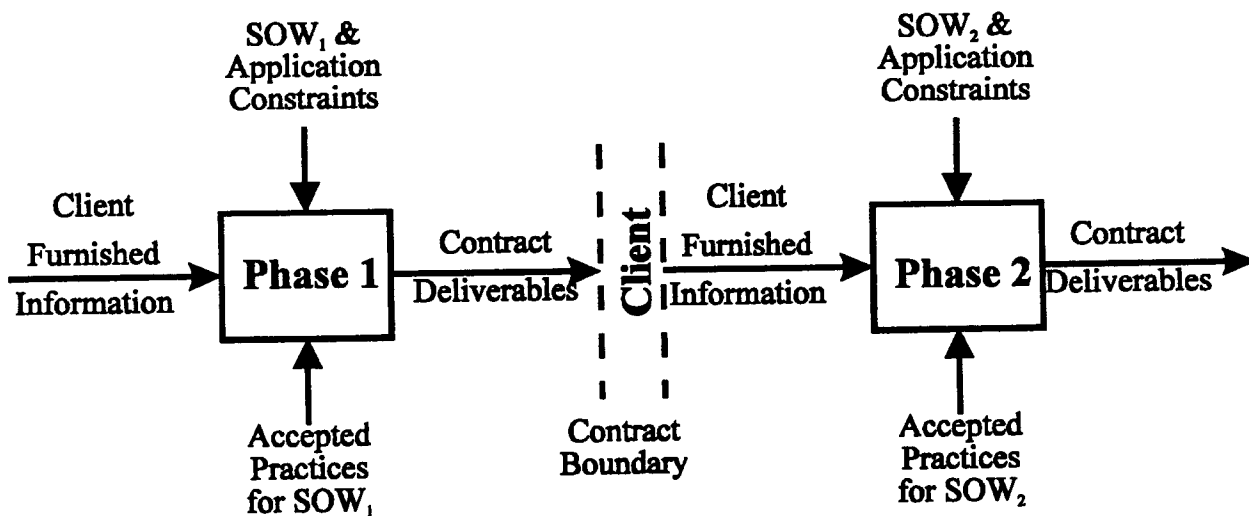 SOW₁ &
Application
Constraints
Client
Furnished
Information
Phase 1
Contract
Deliverables
Accepted
Practices
for SOW₁
Client
Contract
Boundary
Client
Furnished
Information
SOW₂ &
Application
Constraints
Phase 2
Contract
Deliverables
Accepted
Practices
for SOW₂